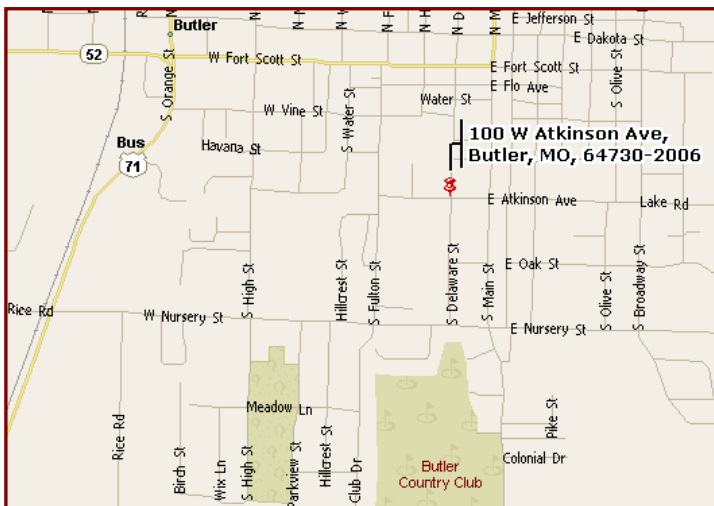 Butler
E Jefferson St
E Dakota St
52
W Fort Scott St
E Fort Scott St
E Flo Ave
S Orange St
S Olive St
Water St
W Vine St
S Water St
Bus
71
Havana St
100 W Atkinson Ave,
Butler, MO, 64730-2006
E Atkinson Ave
Lake Rd
S High St
Hillcrest St
S Fulton St
S Delaware St
S Main St
E Oak St
S Olive St
S Broadway St
Rice Rd
W Nursery St
E Nursery St
Meadow Ln
Rice Rd
Birch St
Wix Ln
S High St
Parkview St
Hillcrest St
Club Dr
Pike St
Colonial Dr
Butler
Country Club